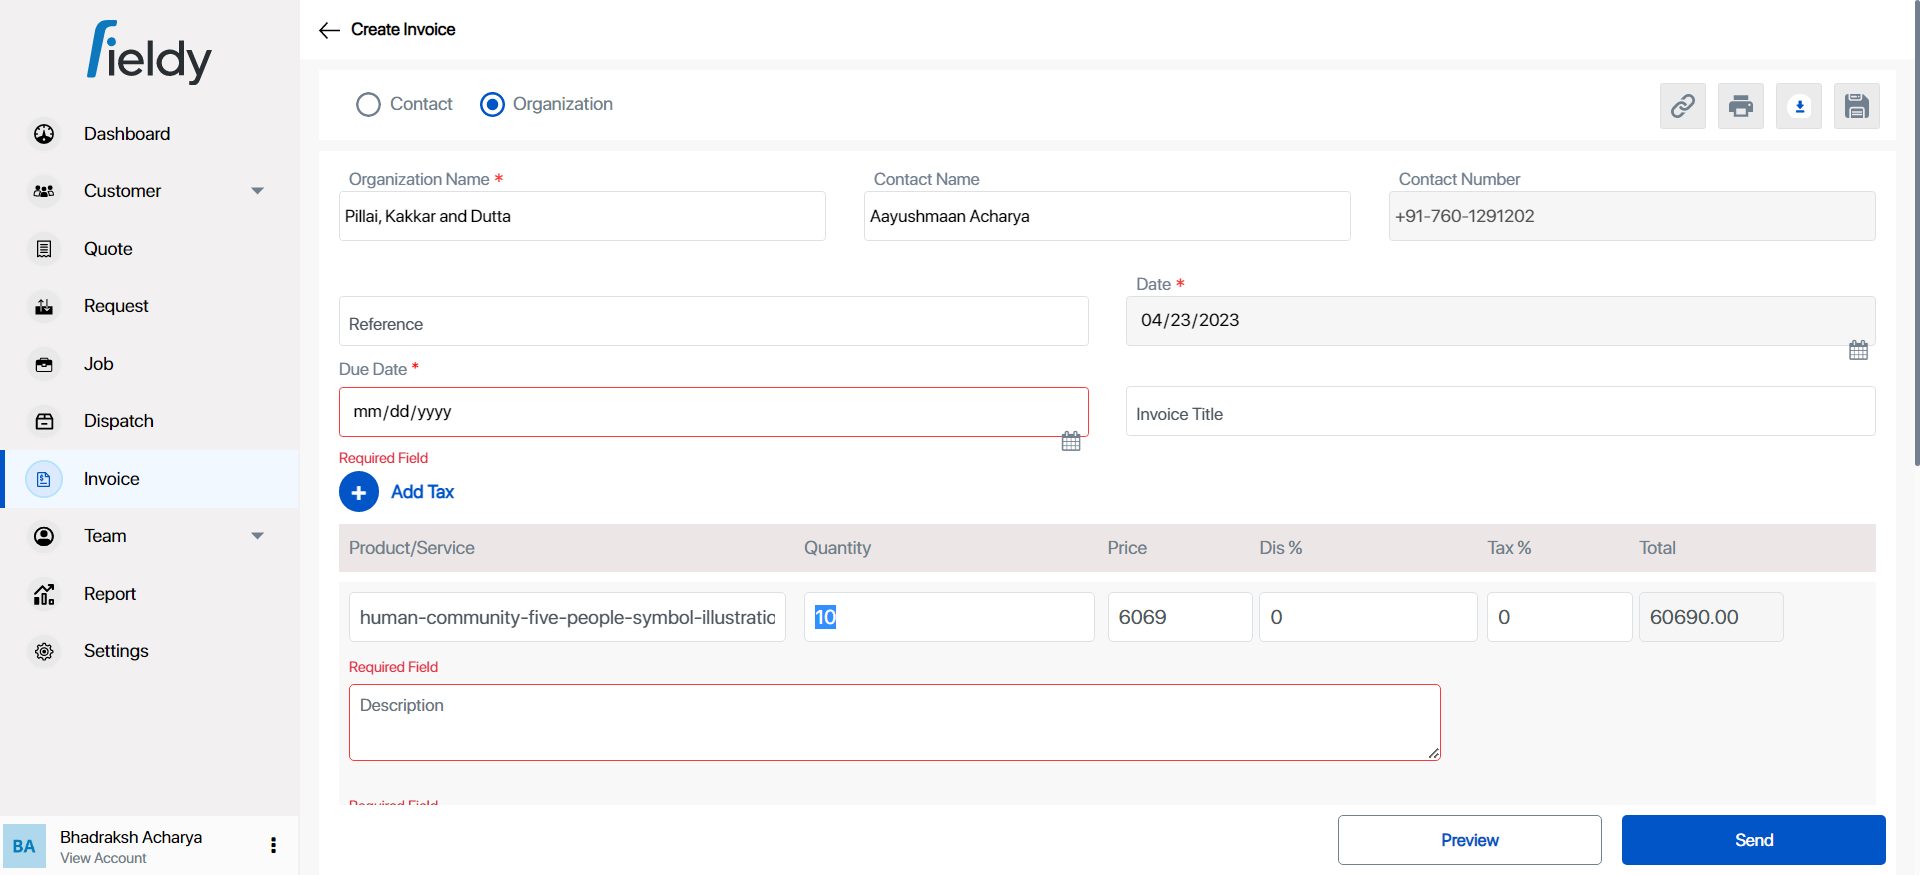 fieldy
Create Invoice
Contact
Organization
Dashboard
Customer
Quote
Request
Job
Dispatch
Invoice
Team
Report
Settings
BA
Bhadraksh Acharya
View Account
Organization Name *
Contact Name
Contact Number
Pillai, Kakkar and Dutta
Aayushmaan Acharya
+91-760-1291202
Reference
Date *
04/23/2023
Due Date *
mm/dd/yyyy
Invoice Title
Required Field
+ Add Tax
Product/Service
Quantity
Price
Dis %
Tax %
Total
human-community-five-people-symbol-illustratio
10
6069
0
0
60690.00
Required Field
Description
Required Field
Preview
Send